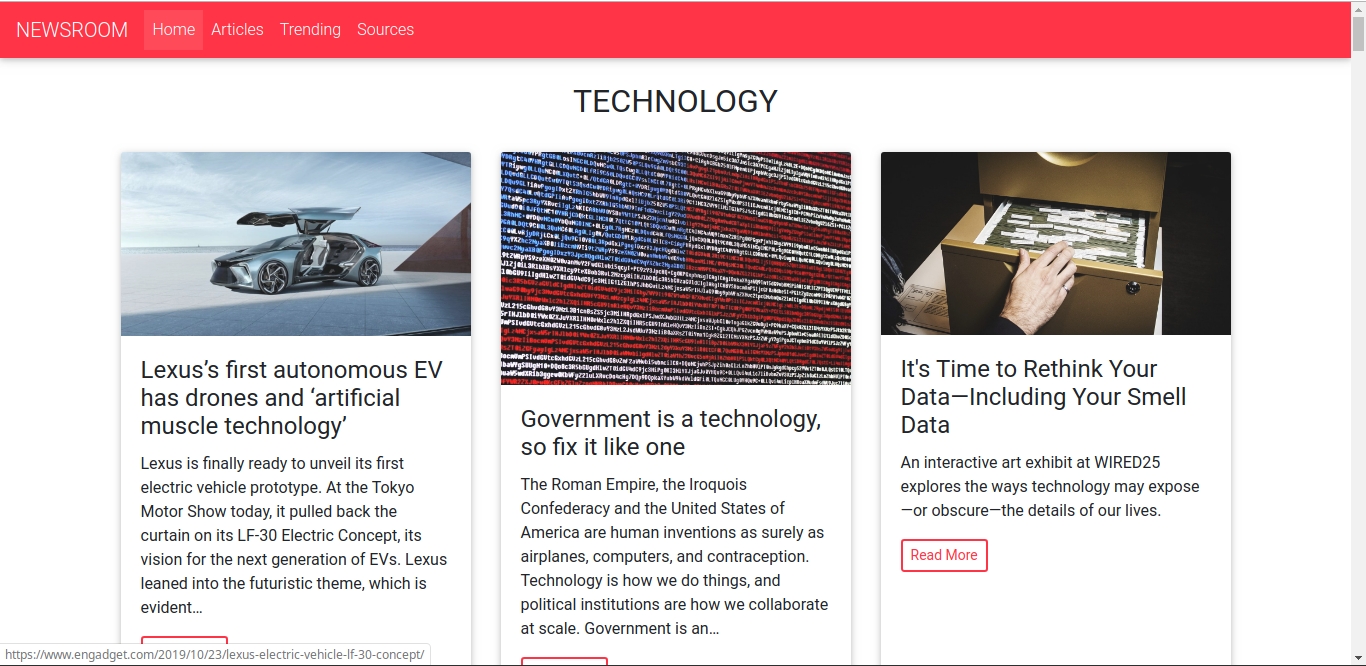 NEWSROOM Home Articles Trending Sources
TECHNOLOGY
Lexus’s first autonomous EV
has drones and ‘artificial
muscle technology’
Lexus is finally ready to unveil its first
electric vehicle prototype. At the Tokyo
Motor Show today, it pulled back the
curtain on its LF-30 Electric Concept, its
vision for the next generation of EVs. Lexus
leaned into the futuristic theme, which is
evident…
Government is a technology,
so fix it like one
The Roman Empire, the Iroquois
Confederacy and the United States of
America are human inventions as surely as
airplanes, computers, and contraception.
Technology is how we do things, and
political institutions are how we collaborate
at scale. Government is an…
It's Time to Rethink Your
Data—Including Your Smell
Data
An interactive art exhibit at WIRED25
explores the ways technology may expose
—or obscure—the details of our lives.
Read More
https://www.engadget.com/2019/10/23/lexus-electric-vehicle-lf-30-concept/